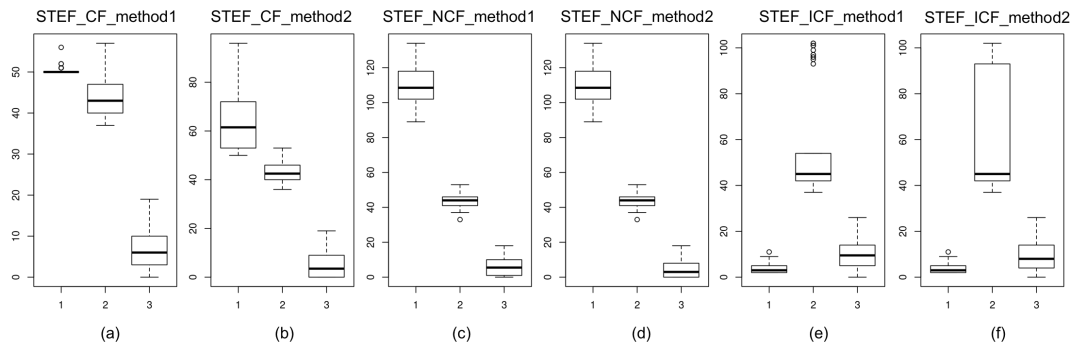 STEF_CF_method1 STEF_CF_method2 STEF_NCF_method1 STEF_NCF_method2 STEF_ICF_method1 STEF_ICF_method2
50
40
30
20
10
0
1 2 3
(a)
80
60
40
20
0
1 2 3
(b)
120
100
80
60
40
20
0
1 2 3
(c)
120
100
80
60
40
20
0
1 2 3
(d)
100
80
60
40
20
0
1 2 3
(e)
100
80
60
40
20
0
1 2 3
(f)